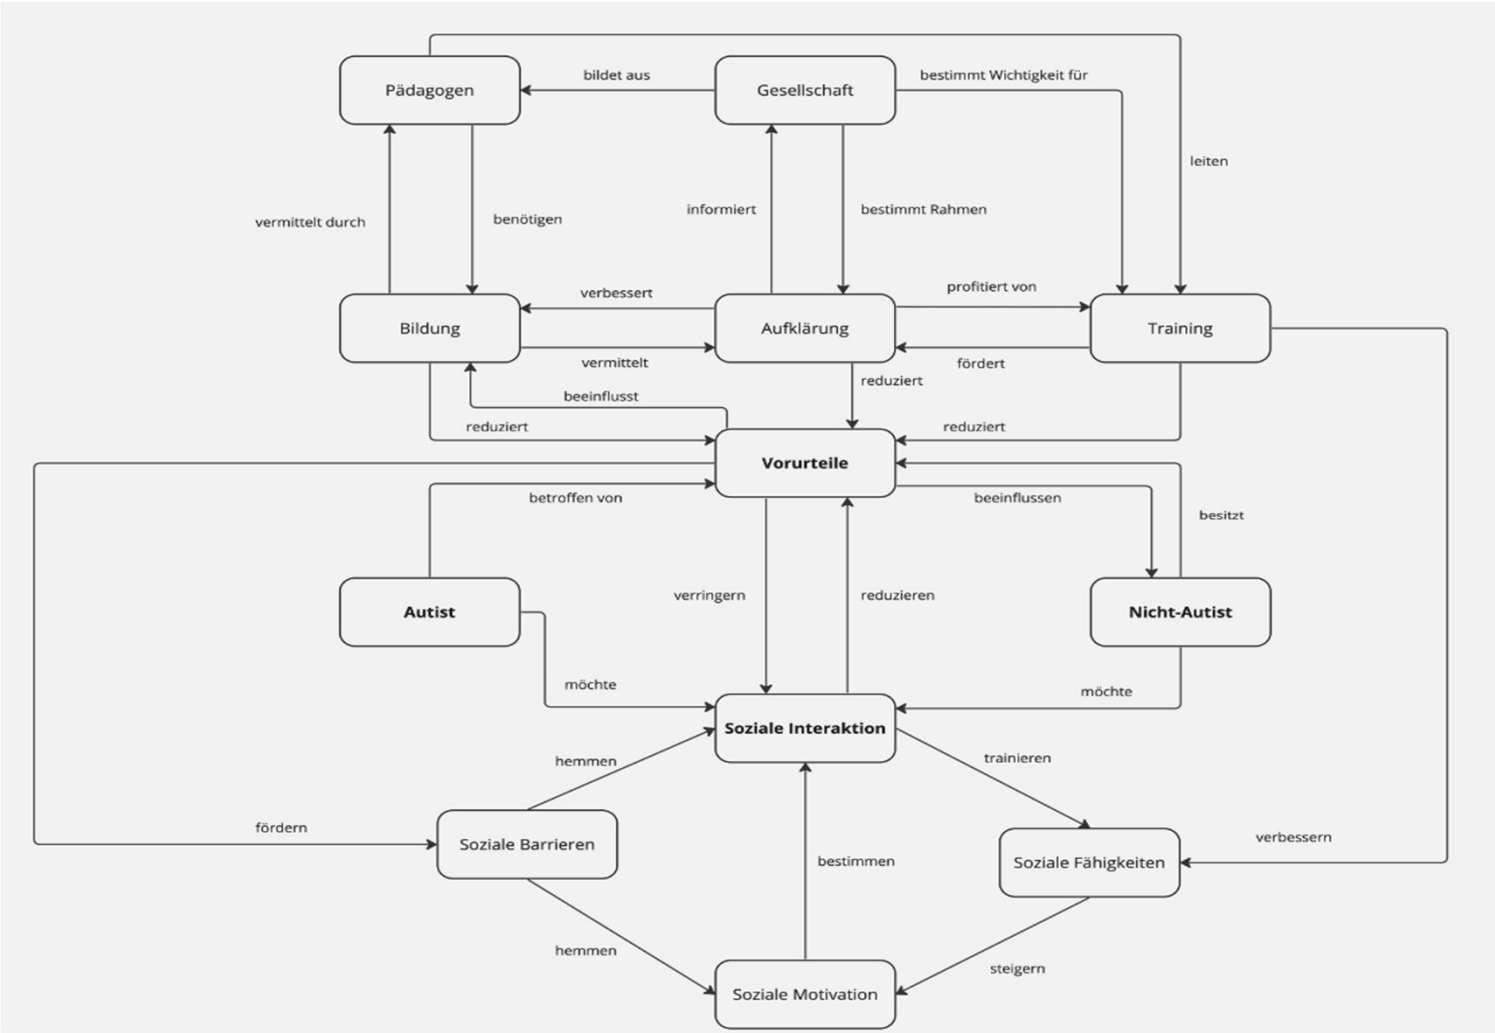 bildet aus
bestimmt Wichtigkeit für
Pädagogen
Gesellschaft
leiten
vermittelt durch
benötigen
informiert
bestimmt Rahmen
verbessert
profitiert von
Bildung
Aufklärung
Training
vermittelt
fördert
reduziert
beeinflusst
reduziert
reduziert
Vorurteile
betroffen von
beeinflussen
besitzt
verringern
reduzieren
Autist
Nicht-Autist
möchte
möchte
Soziale Interaktion
hemmen
trainieren
fördern
Soziale Barrieren
bestimmen
Soziale Fähigkeiten
verbessern
hemmen
steigern
Soziale Motivation